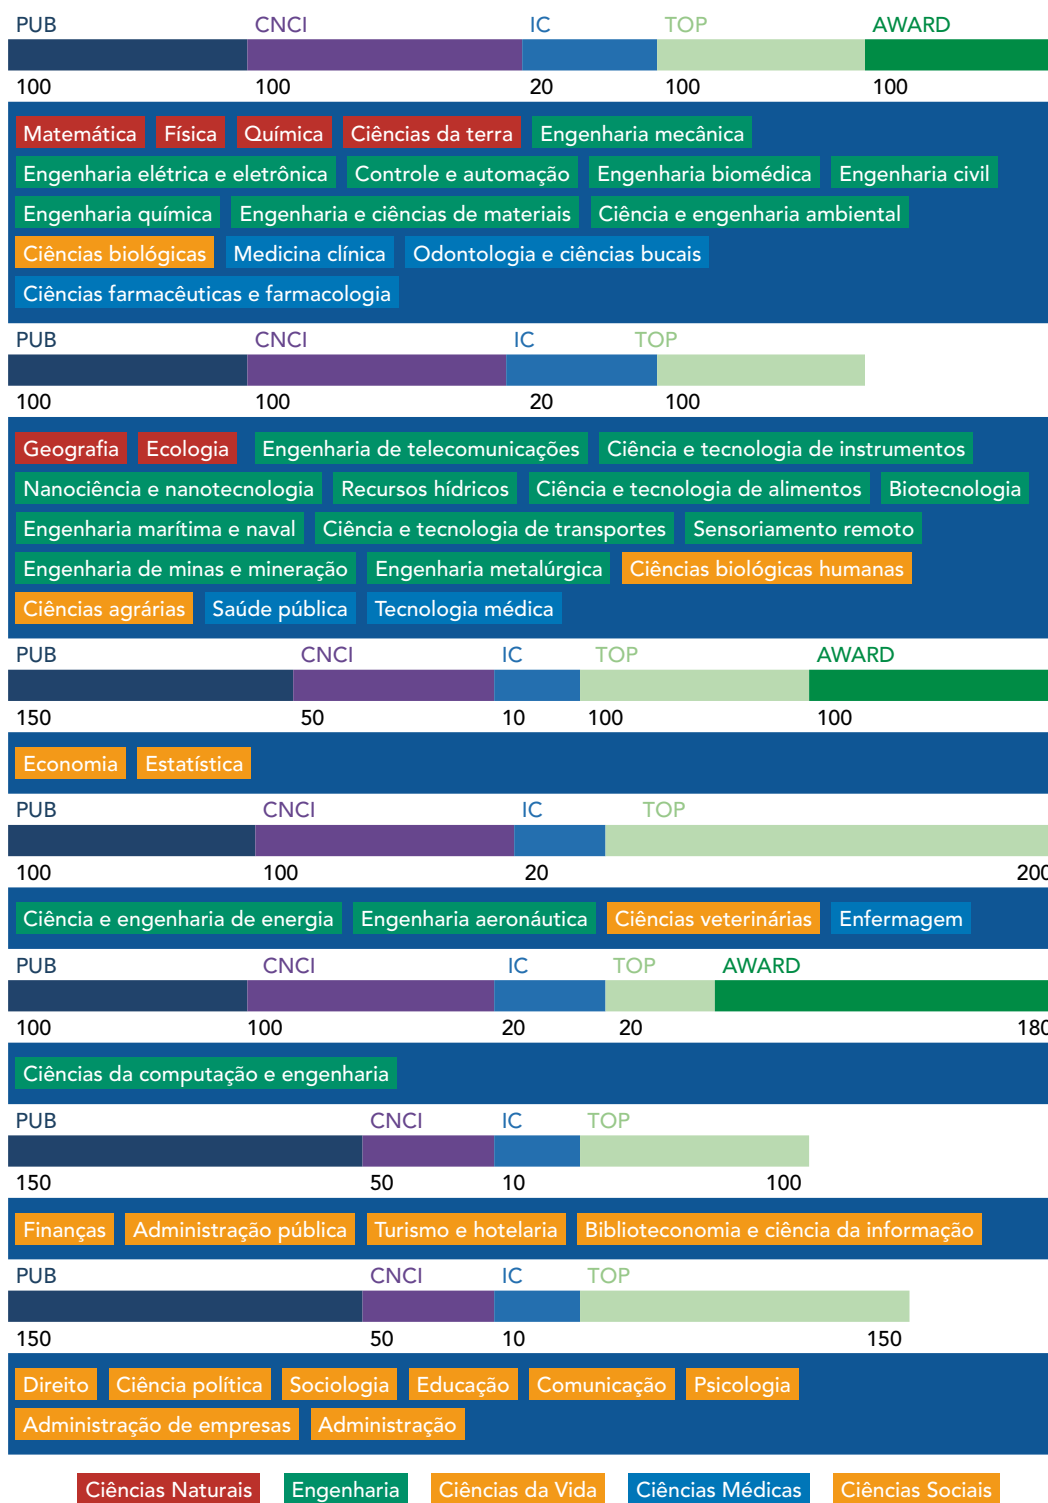 PUB CNCI IC TOP AWARD
100 100 20 100 100
Matemática Física Química Ciências da terra Engenharia mecânica
Engenharia elétrica e eletrônica Controle e automação Engenharia biomédica Engenharia civil
Engenharia química Engenharia e ciências de materiais Ciência e engenharia ambiental
Ciências biológicas Medicina clínica Odontologia e ciências bucais
Ciências farmacêuticas e farmacologia
PUB CNCI IC TOP
100 100 20 100
Geografia Ecologia Engenharia de telecomunicações Ciência e tecnologia de instrumentos
Nanociência e nanotecnologia Recursos hídricos Ciência e tecnologia de alimentos Biotecnologia
Engenharia marítima e naval Ciência e tecnologia de transportes Sensoriamento remoto
Engenharia de minas e mineração Engenharia metalúrgica Ciências biológicas humanas
Ciências agrárias Saúde pública Tecnologia médica
PUB CNCI IC TOP AWARD
150 50 10 100 100
Economia Estatística
PUB CNCI IC TOP
100 100 20 200
Ciência e engenharia de energia Engenharia aeronáutica Ciências veterinárias Enfermagem
PUB CNCI IC TOP AWARD
100 100 20 20 180
Ciências da computação e engenharia
PUB CNCI IC TOP
150 50 10 100
Finanças Administração pública Turismo e hotelaria Biblioteconomia e ciência da informação
PUB CNCI IC TOP
150 50 10 150
Direito Ciência política Sociologia Educação Comunicação Psicologia
Administração de empresas Administração
Ciências Naturais Engenharia Ciências da Vida Ciências Médicas Ciências Sociais